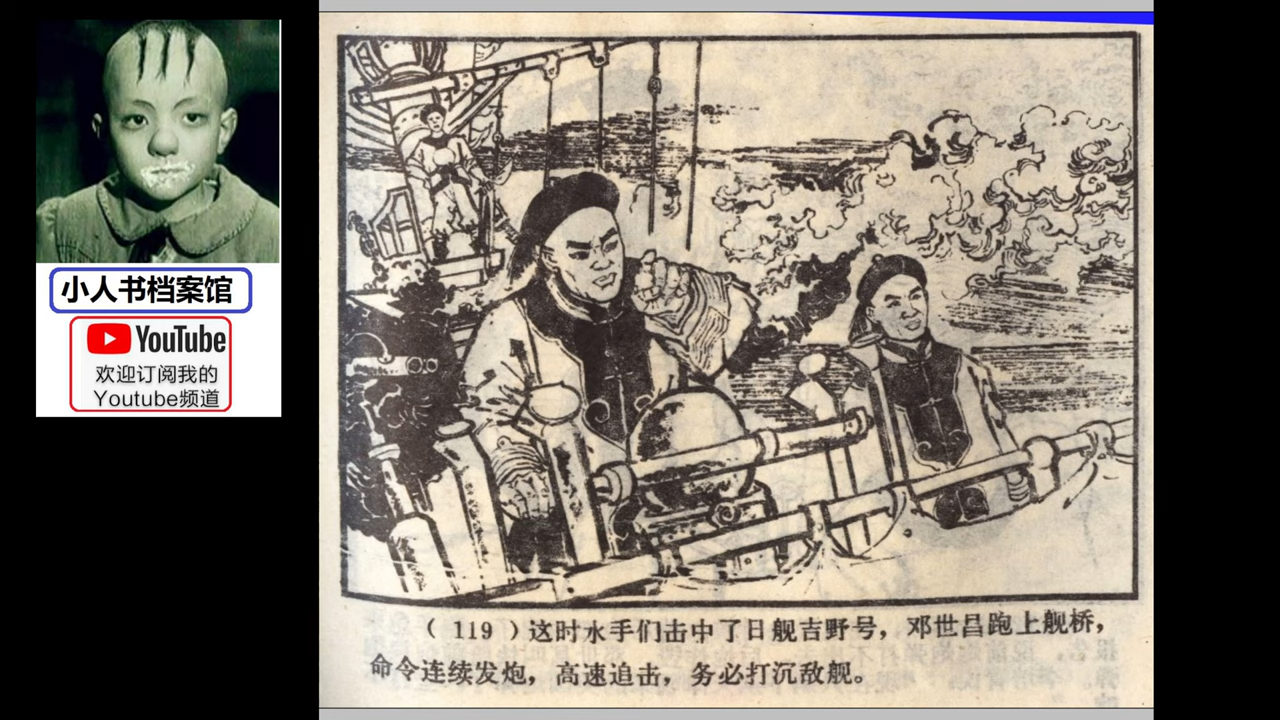 小人书档案馆
YouTube
欢迎订阅我的
Youtube频道
（119）这时水手们击中了日舰吉野号，邓世昌跑上舰桥，
命令连续发炮，高速追击，务必打沉敌舰。